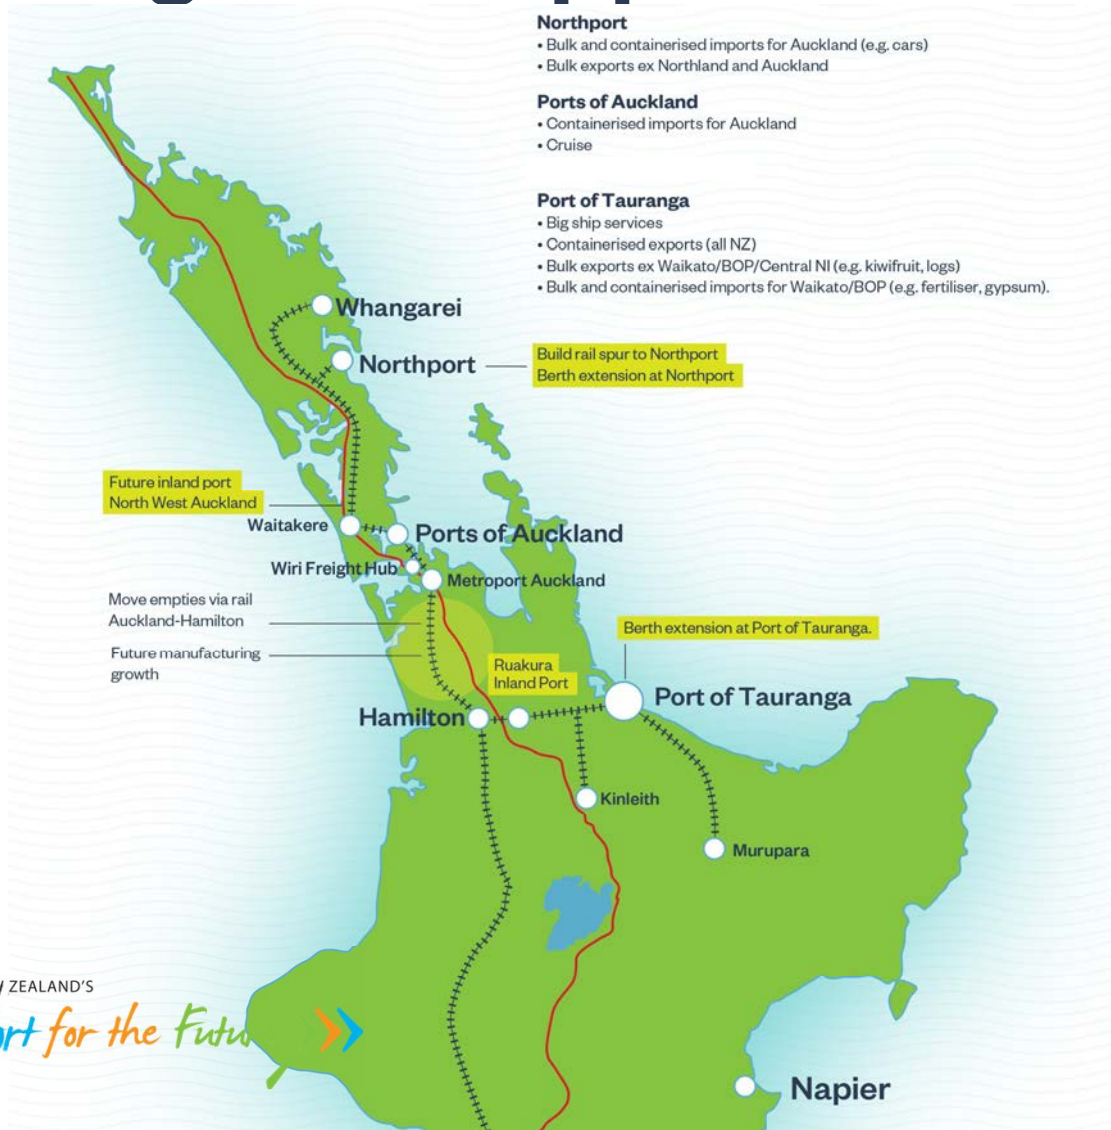 Northport
• Bulk and containerised imports for Auckland (e.g. cars)
• Bulk exports ex Northland and Auckland
Ports of Auckland
• Containerised imports for Auckland
• Cruise
Port of Tauranga
• Big ship services
• Containerised exports (all NZ)
• Bulk exports ex Waikato/BOP/Central NI (e.g. kiwifruit, logs)
• Bulk and containerised imports for Waikato/BOP (e.g. fertiliser, gypsum).
Whangarei
Northport
Build rail spur to Northport
Berth extension at Northport
Future inland port
North West Auckland
Waitakere
Ports of Auckland
Wiri Freight Hub
Metroport Auckland
Move empties via rail
Auckland-Hamilton
Future manufacturing
growth
Berth extension at Port of Tauranga.
Ruakura
Inland Port
Port of Tauranga
Hamilton
Kinleith
Murupara
ZEALAND'S
for the
Napier